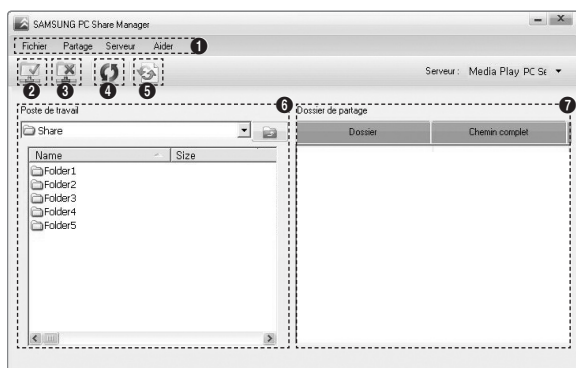 SAMSUNG PC Share Manager
Fichier Partage Serveur Aider 1
Serveur : Media Play PC Se
2 3 4 5
Poste de travail 6 Dossier de partage 7
Share Dossier Chemin complet
Name Size
Folder1
Folder2
Folder3
Folder4
Folder5